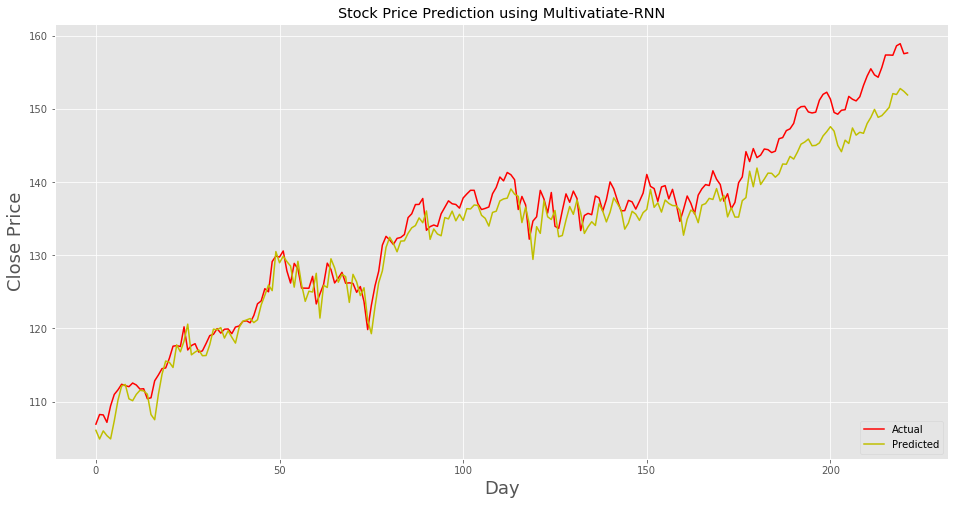 Stock Price Prediction using Multivatiate-RNN
160
150
140
130
120
110
Close Price
0
50
100
150
200
Day
Actual
Predicted